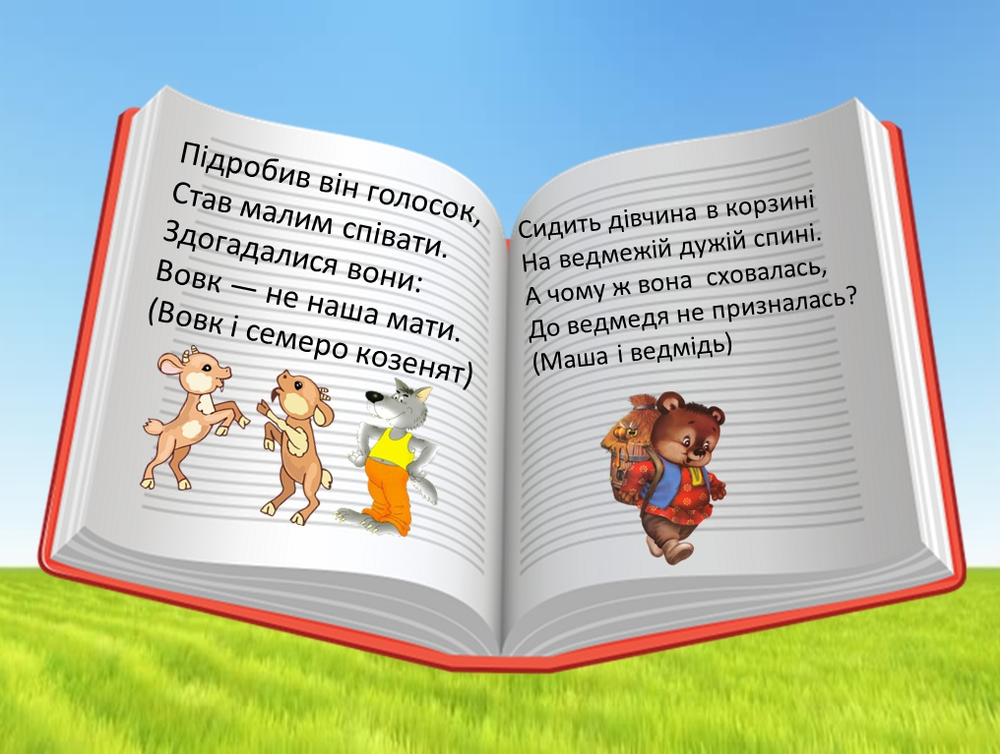 Підробив він голосок,
Став малим співати.
Здогадалися вони:
Вовк — не наша мати.
(Вовк і семеро козенят)
Сидить дівчина в корзині
На ведмежій дужій спині.
А чому ж вона сховалась,
До ведмедя не призналась?
(Маша і ведмідь)